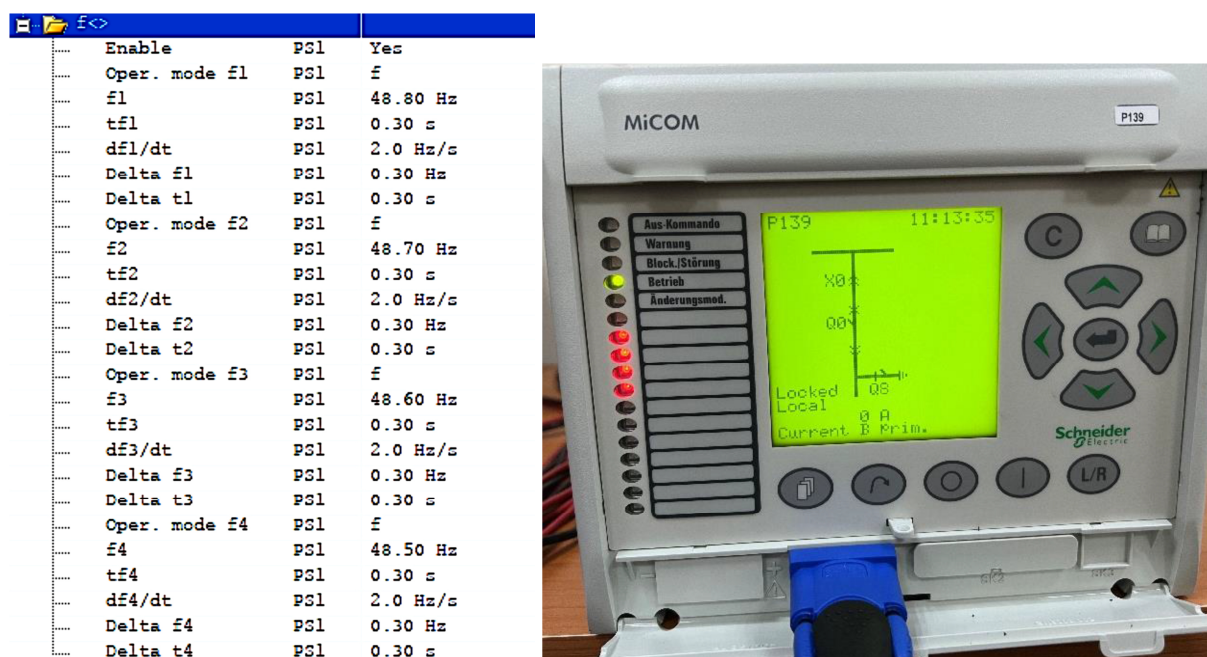 f<>
Enable PS1 Yes
Oper. mode f1 PS1 f
f1 PS1 48.80 Hz
tf1 PS1 0.30 s
df1/dt PS1 2.0 Hz/s
Delta f1 PS1 0.30 Hz
Delta t1 PS1 0.30 s
Oper. mode f2 PS1 f
f2 PS1 48.70 Hz
tf2 PS1 0.30 s
df2/dt PS1 2.0 Hz/s
Delta f2 PS1 0.30 Hz
Delta t2 PS1 0.30 s
Oper. mode f3 PS1 f
f3 PS1 48.60 Hz
tf3 PS1 0.30 s
df3/dt PS1 2.0 Hz/s
Delta f3 PS1 0.30 Hz
Delta t3 PS1 0.30 s
Oper. mode f4 PS1 f
f4 PS1 48.50 Hz
tf4 PS1 0.30 s
df4/dt PS1 2.0 Hz/s
Delta f4 PS1 0.30 Hz
Delta t4 PS1 0.30 s
MiCOM
P139
Aus-Kommando
Warnung
Block./Störung
Betrieb
Änderungsmod.
P139 11:13:35
X0
Q0
Q8
Locked
Local
0 A
Current B prim.
C
Schneider
Electric
L/R